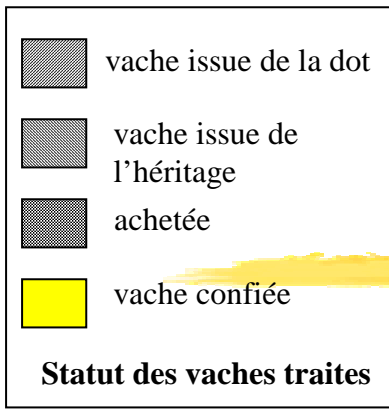 vache issue de la dot
vache issue de
l'héritage
achetée
vache confiée
Statut des vaches traites